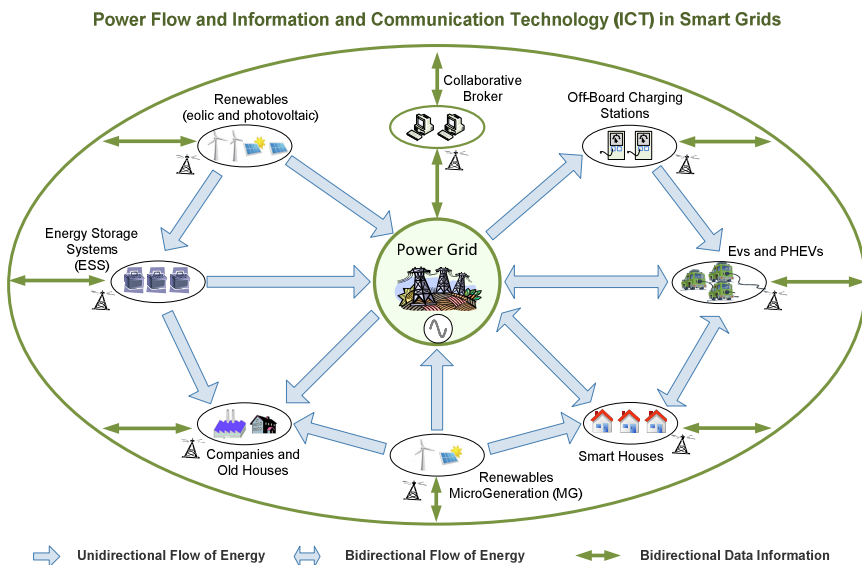 Power Flow and Information and Communication Technology (ICT) in Smart Grids
Collaborative
Broker
Renewables
(eolic and photovoltaic)
Off-Board Charging
Stations
Energy Storage
Systems
(ESS)
Power Grid
Evs and PHEVs
Companies and
Old Houses
Renewables
MicroGeneration (MG)
Smart Houses
Unidirectional Flow of Energy
Bidirectional Flow of Energy
Bidirectional Data Information